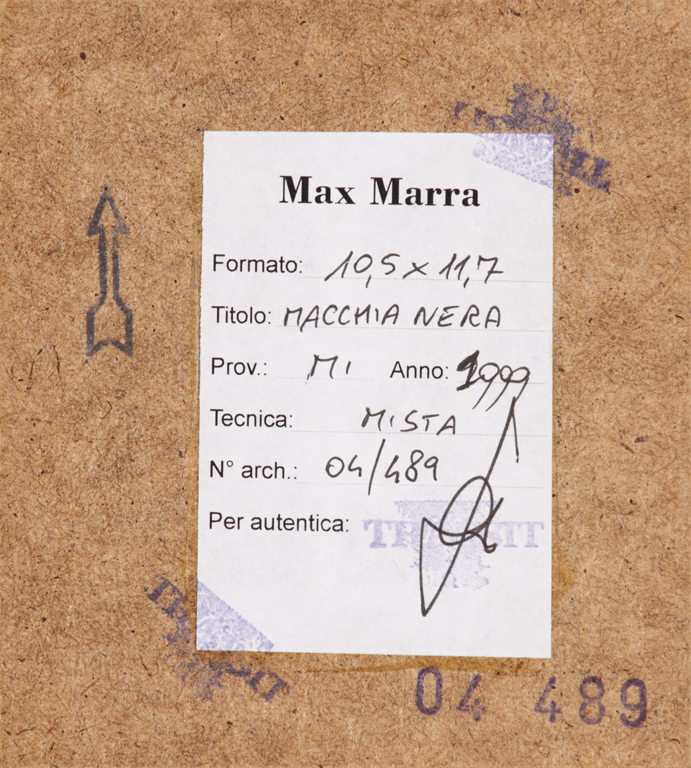 Max Marra
Formato: 10,5 x 11,7
Titolo: MACCHIA NERA
Prov.: MI Anno: 1999
Tecnica: MISTA
N° arch.: 04/489
Per autentica:
04 489